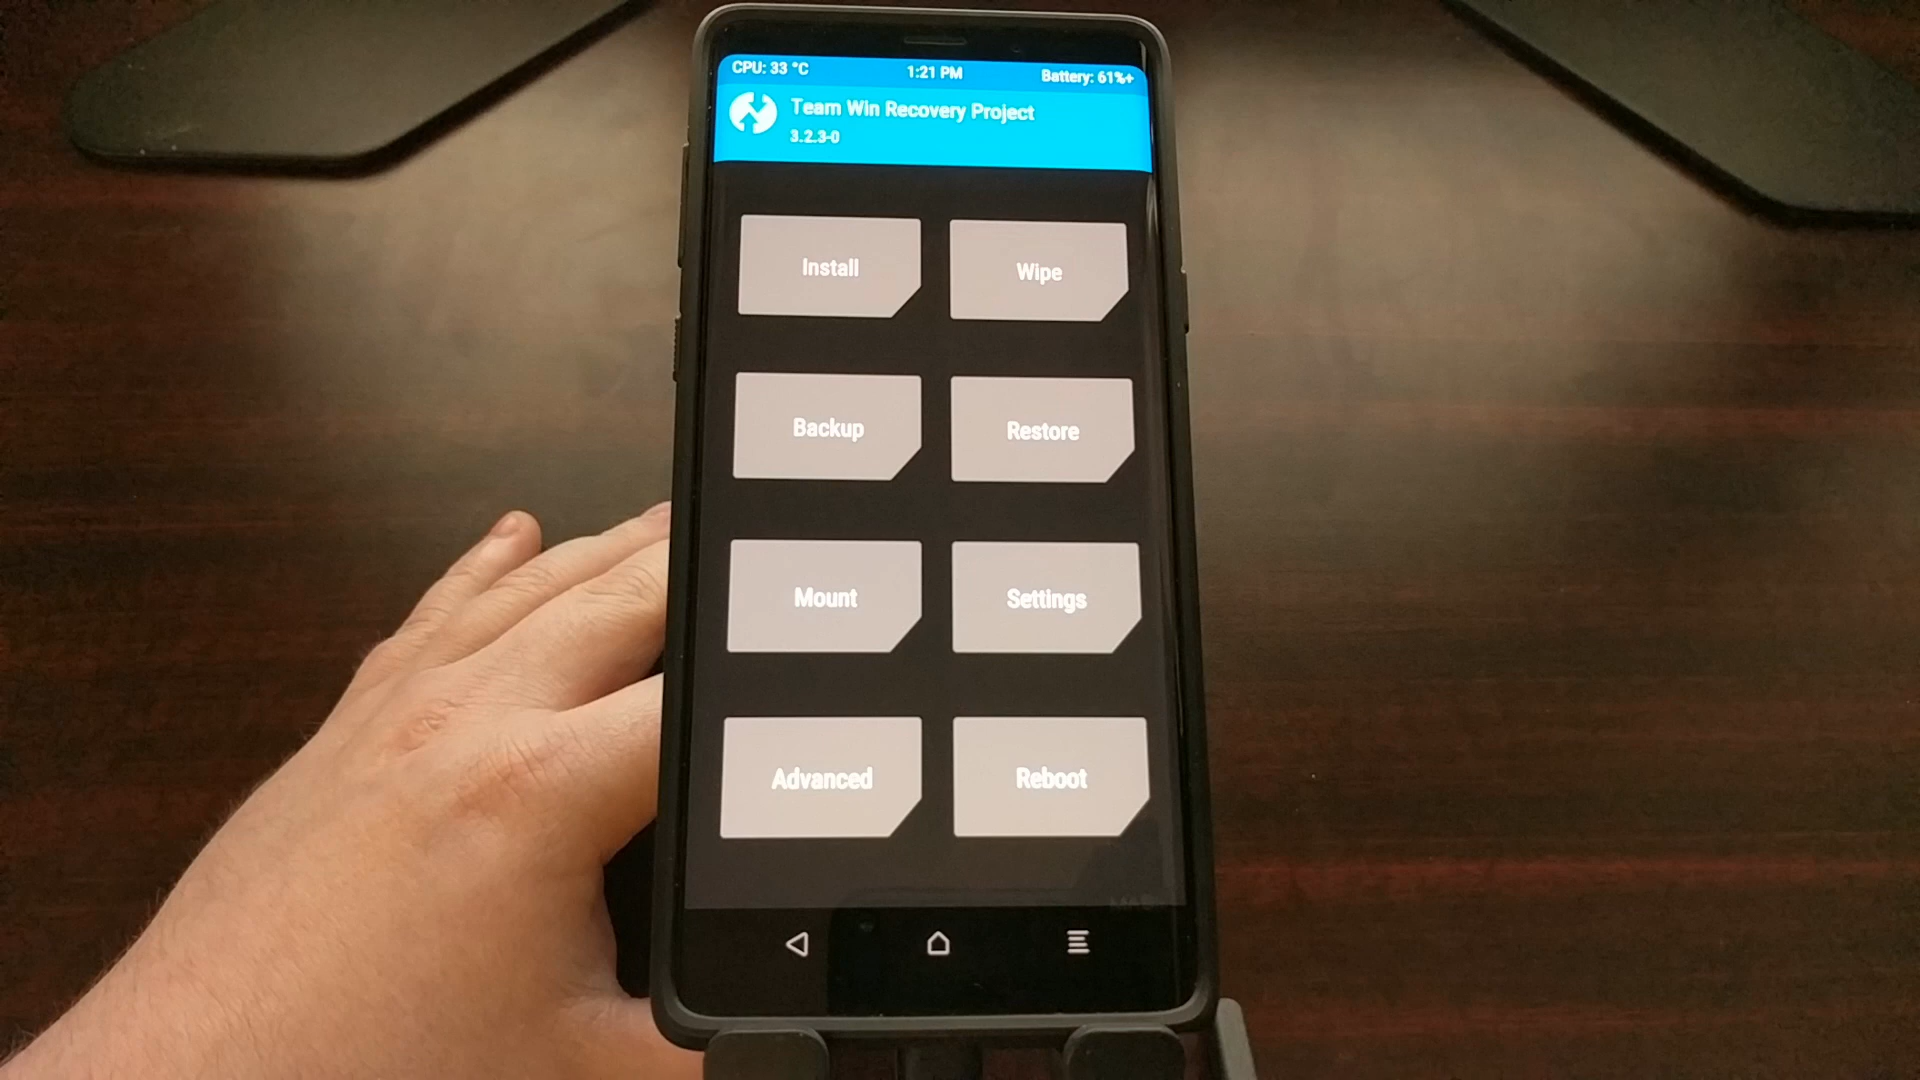 CPU: 33 °C 1:21 PM Battery: 61%+
Team Win Recovery Project
3.2.3-0
Install Wipe
Backup Restore
Mount Settings
Advanced Reboot